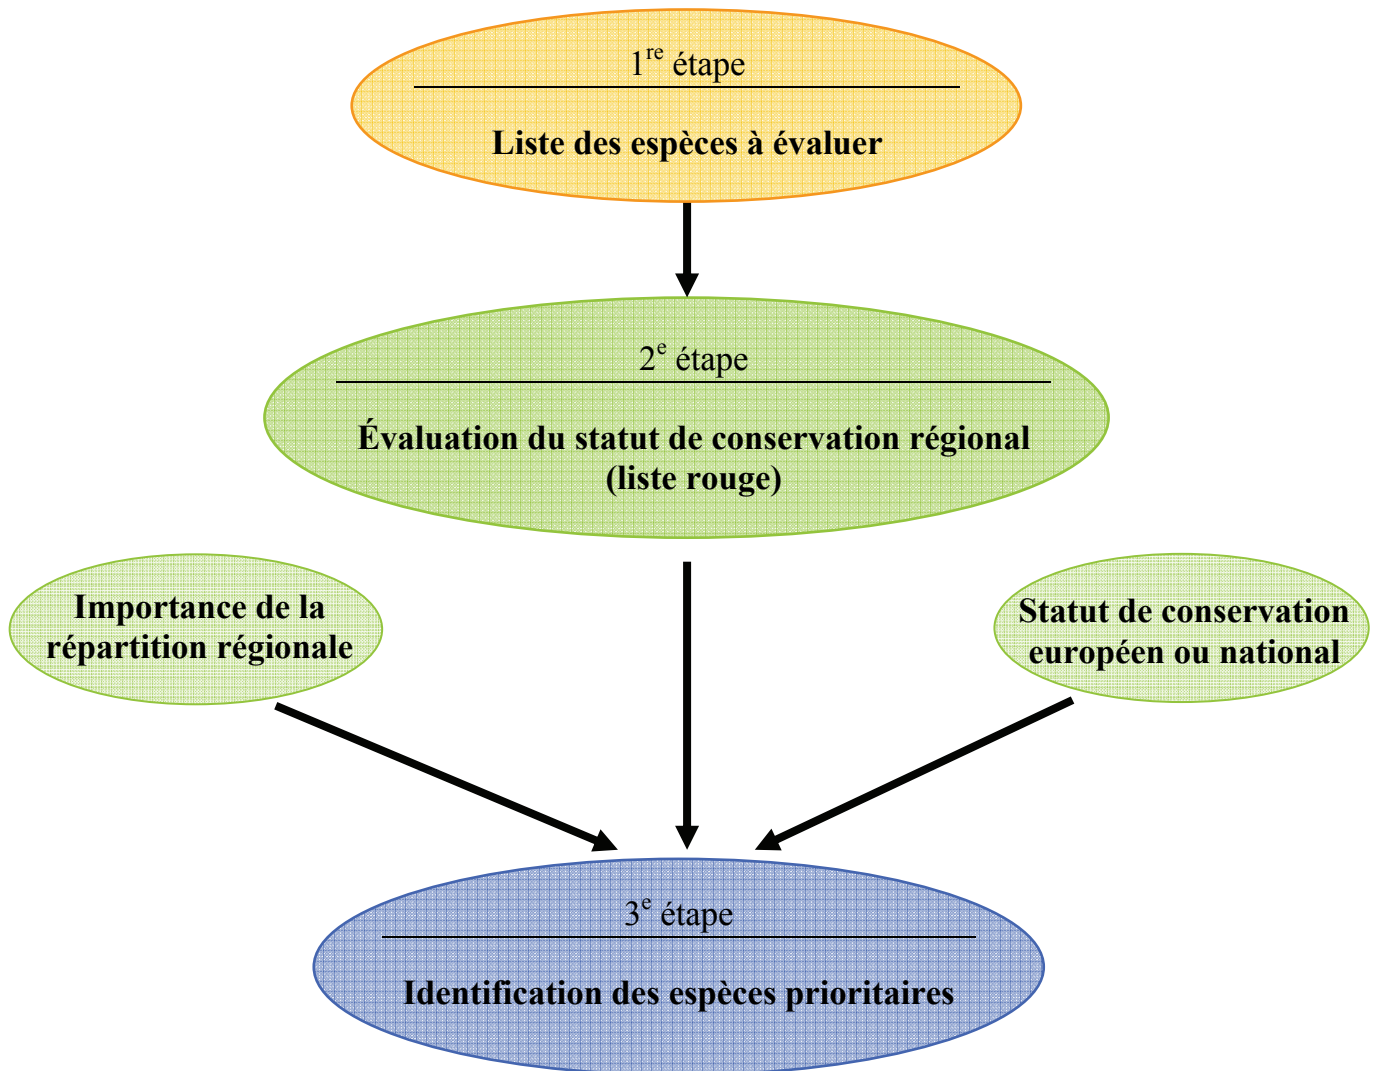 1re étape
Liste des espèces à évaluer
2e étape
Évaluation du statut de conservation régional
(liste rouge)
Importance de la
répartition régionale
Statut de conservation
européen ou national
3e étape
Identification des espèces prioritaires